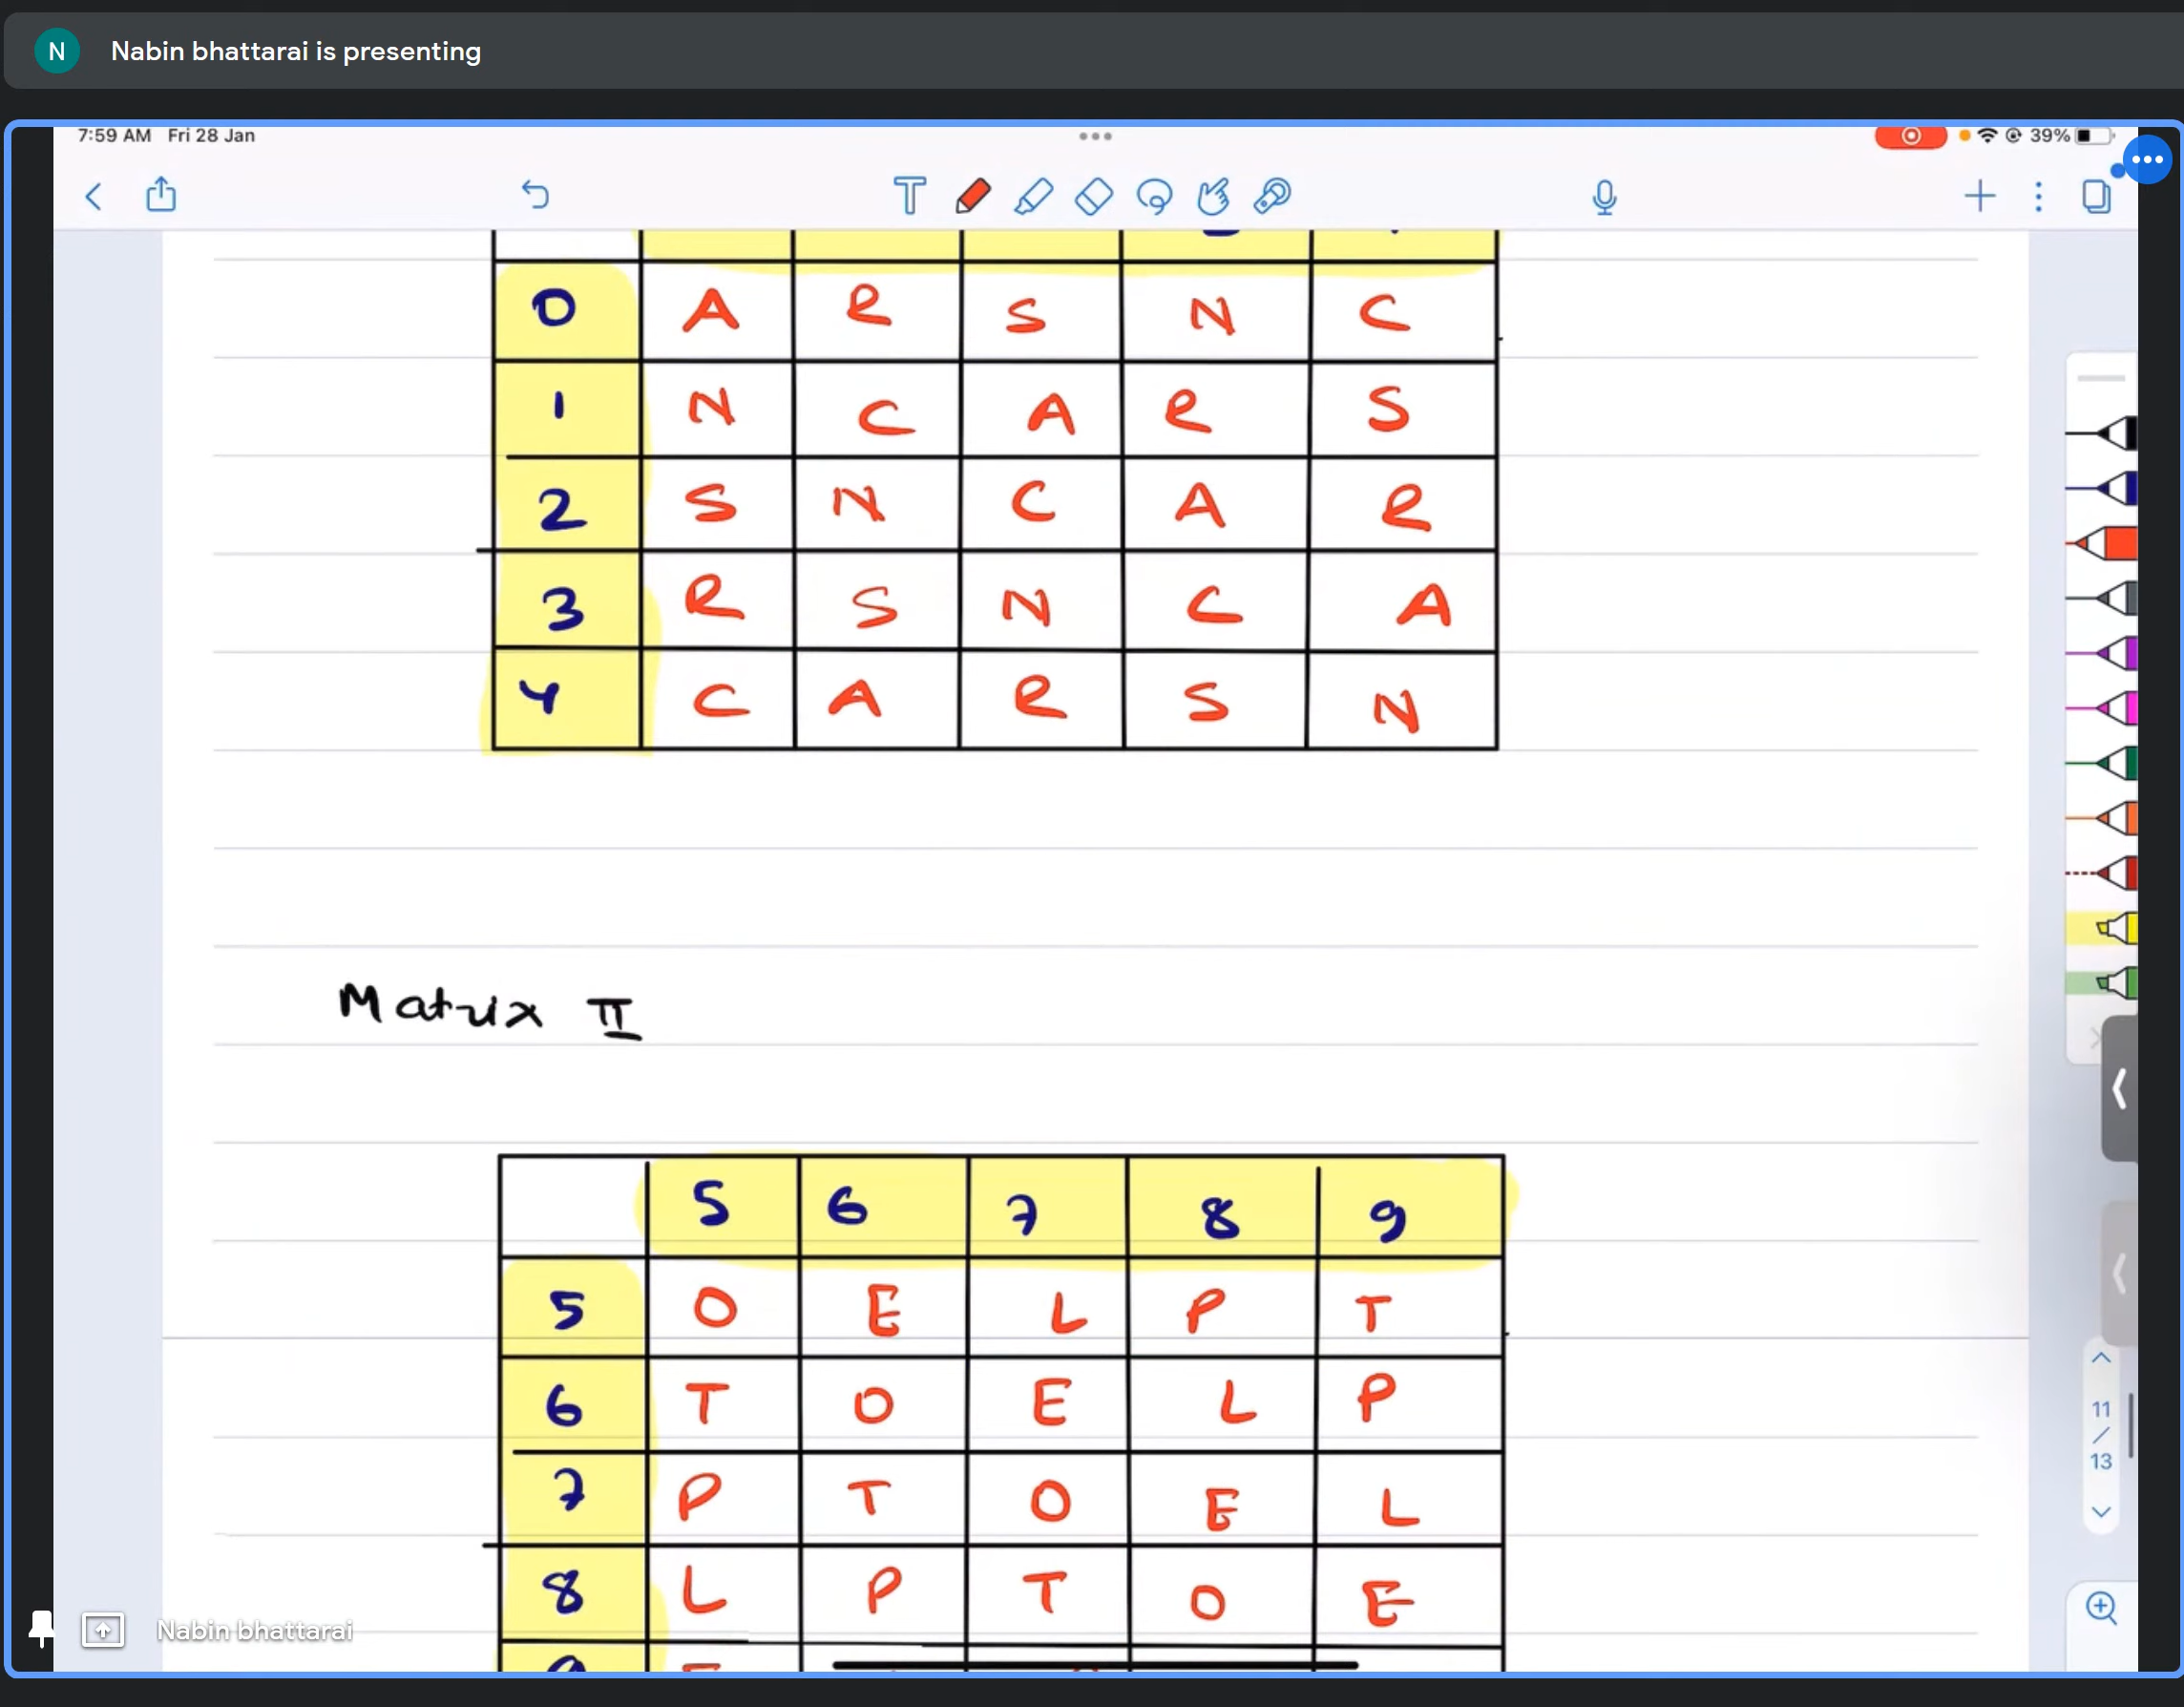 N Nabin bhattarai is presenting
7:59 AM Fri 28 Jan
39%
T
0 A R S N C
1 N C A R S
2 S N C A R
3 R S N C A
4 C A R S N
Matrix II
5 6 7 8 9
5 O E L P T
6 T O E L P
7 P T O E L
8 L P T O E
11
/
13
Nabin bhattarai